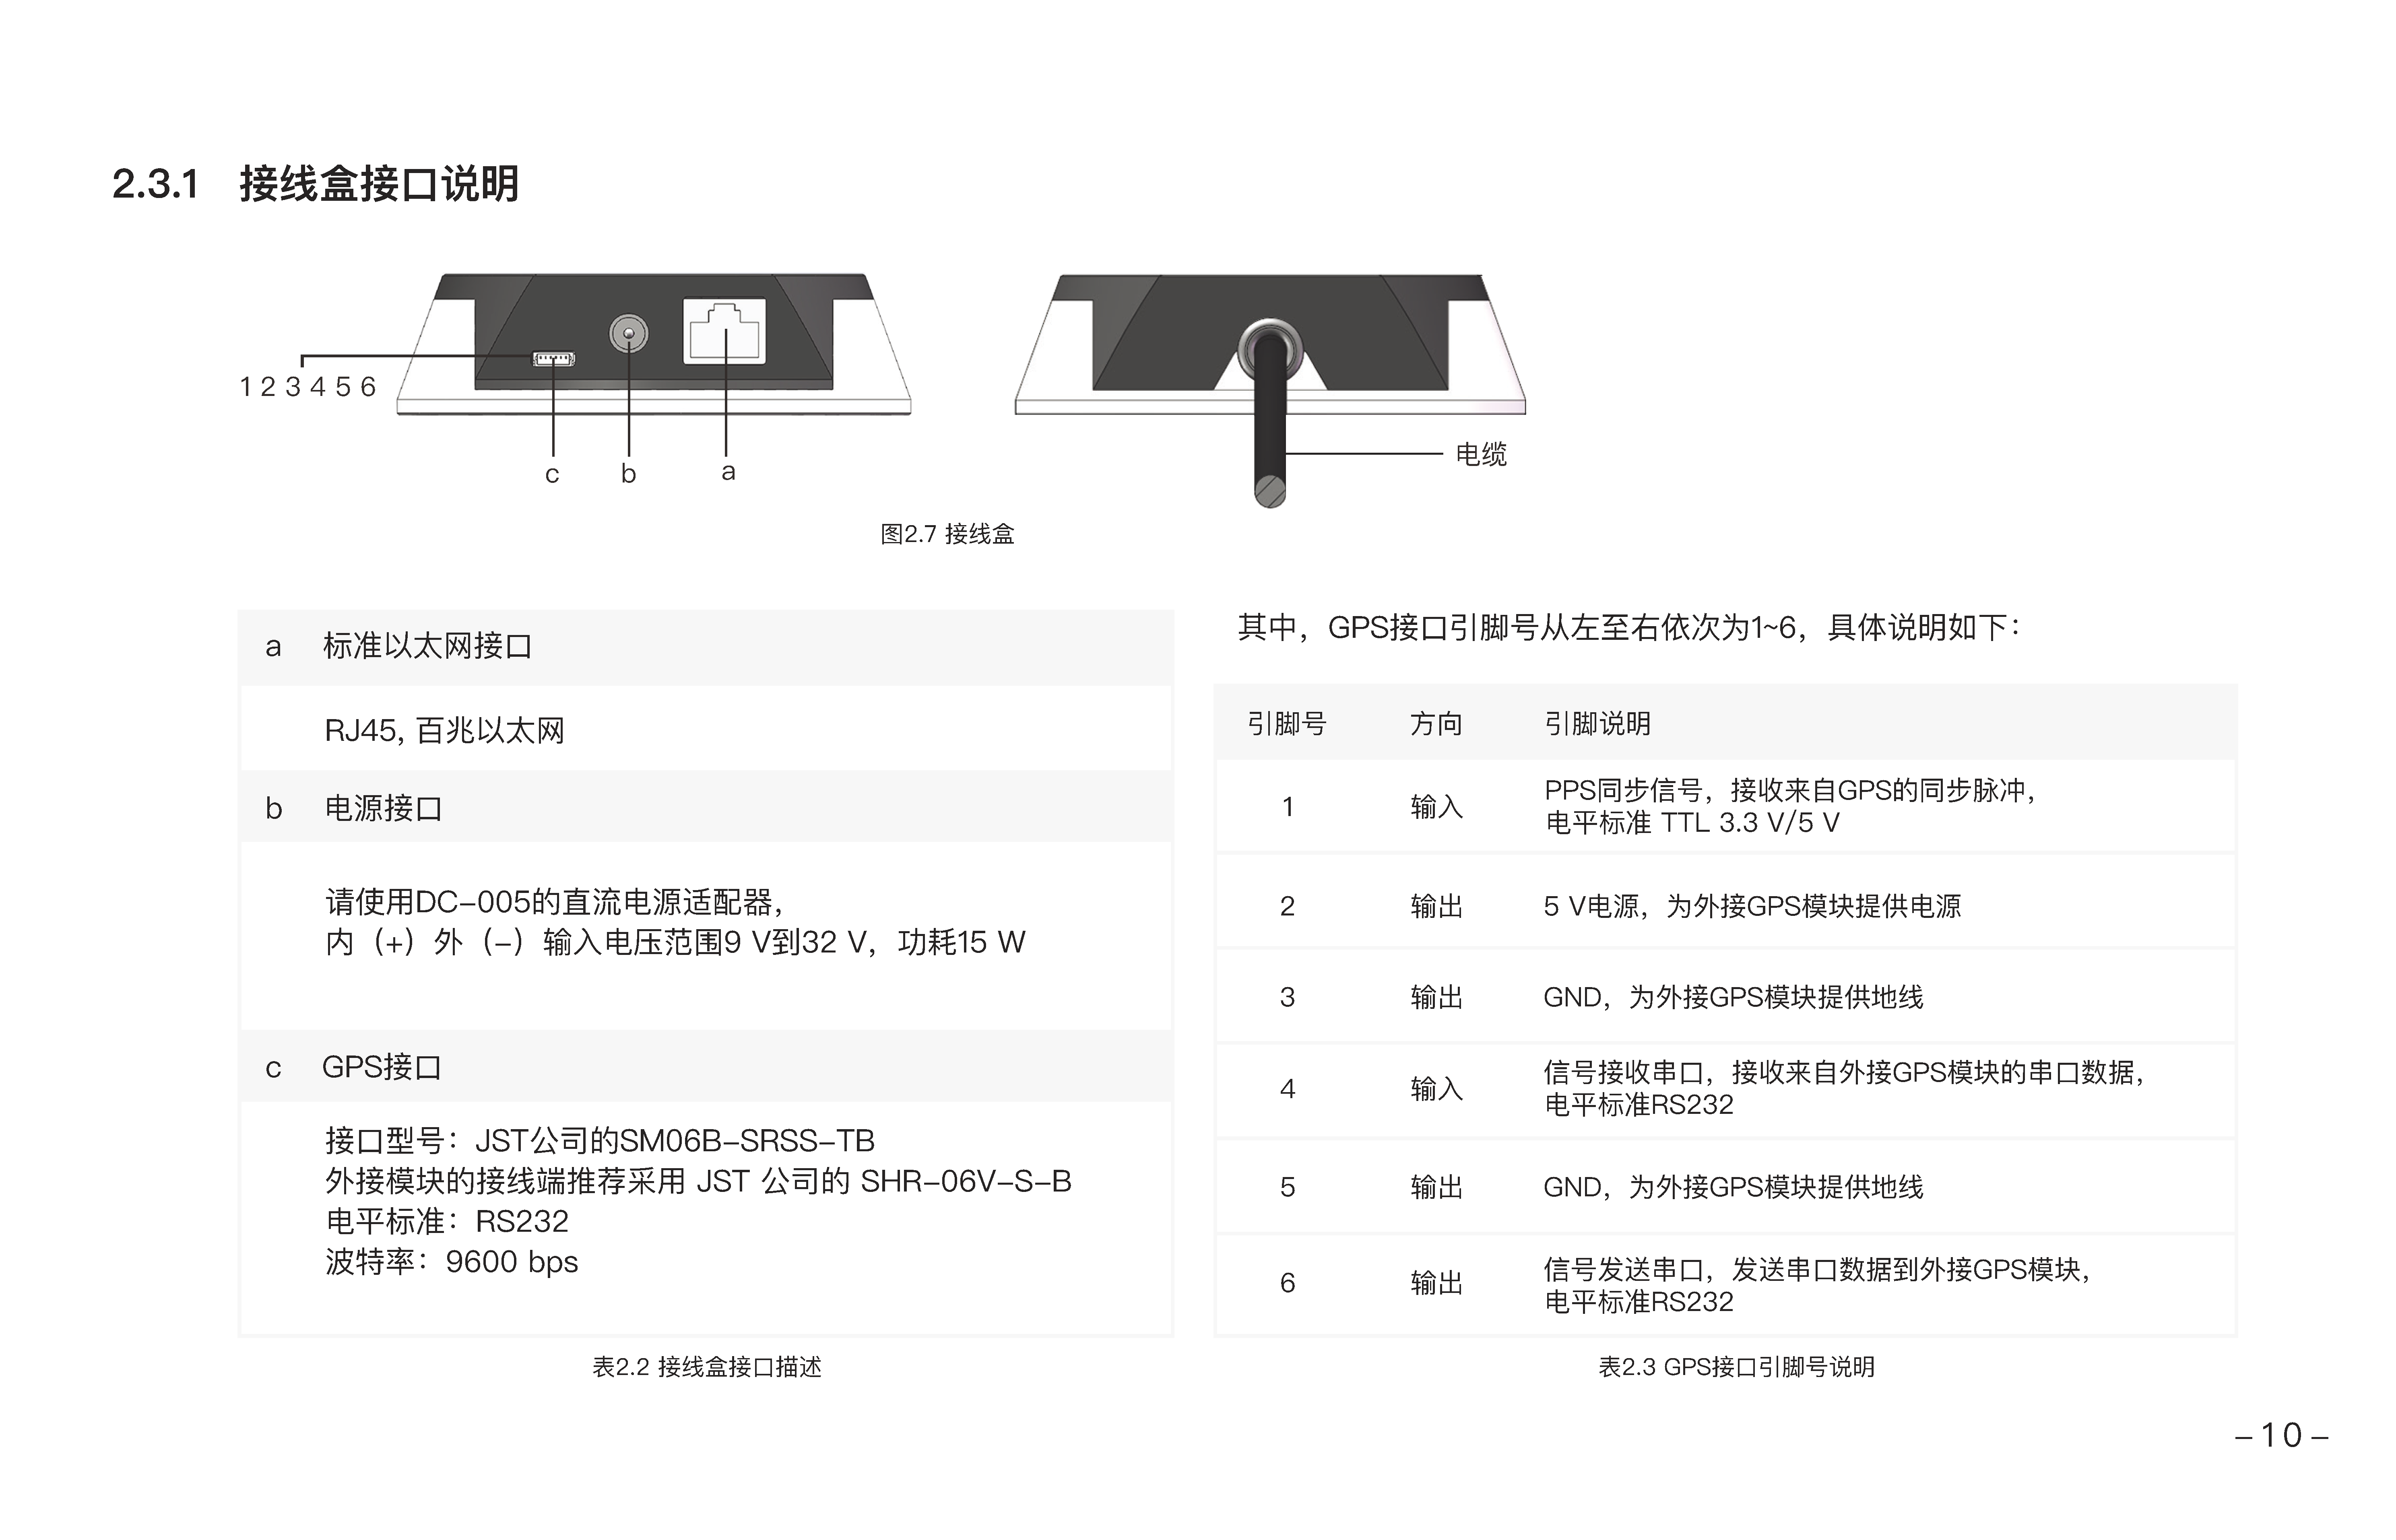 2.3.1 接线盒接口说明
1 2 3 4 5 6
c b a
电缆
图2.7 接线盒
a 标准以太网接口
RJ45, 百兆以太网
b 电源接口
请使用DC-005的直流电源适配器，
内（+）外（-）输入电压范围9 V到32 V，功耗15 W
c GPS接口
接口型号：JST公司的SM06B-SRSS-TB
外接模块的接线端推荐采用 JST 公司的 SHR-06V-S-B
电平标准：RS232
波特率：9600 bps
表2.2 接线盒接口描述
其中，GPS接口引脚号从左至右依次为1~6，具体说明如下：
引脚号 方向 引脚说明
1 输入 PPS同步信号，接收来自GPS的同步脉冲，
电平标准 TTL 3.3 V/5 V
2 输出 5 V电源，为外接GPS模块提供电源
3 输出 GND，为外接GPS模块提供地线
4 输入 信号接收串口，接收来自外接GPS模块的串口数据，
电平标准RS232
5 输出 GND，为外接GPS模块提供地线
6 输出 信号发送串口，发送串口数据到外接GPS模块，
电平标准RS232
表2.3 GPS接口引脚号说明
– 10 –